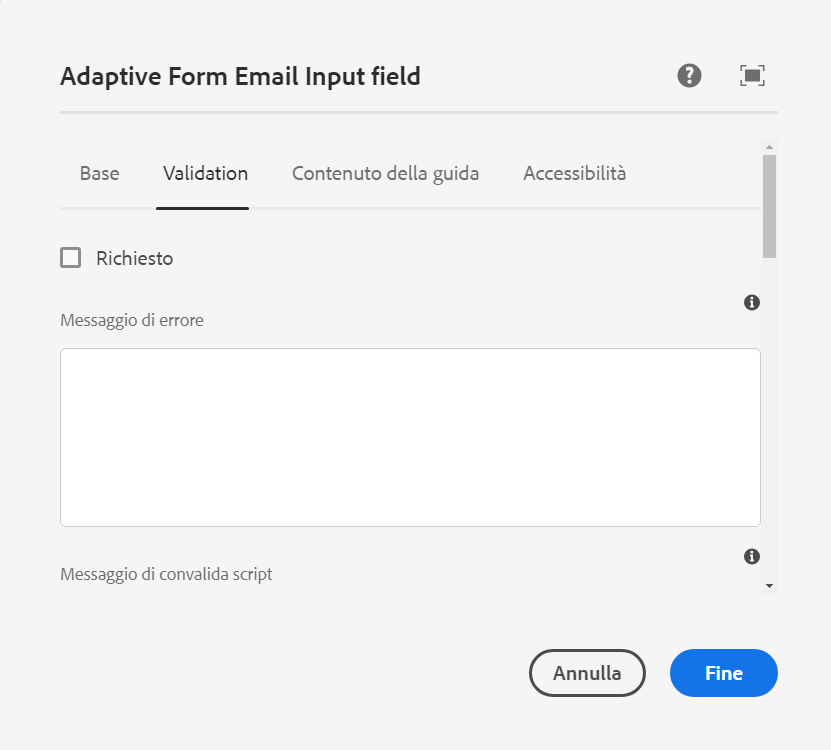 Adaptive Form Email Input field
Base Validation Contenuto della guida Accessibilità
Richiesto
Messaggio di errore
Messaggio di convalida script
Annulla Fine